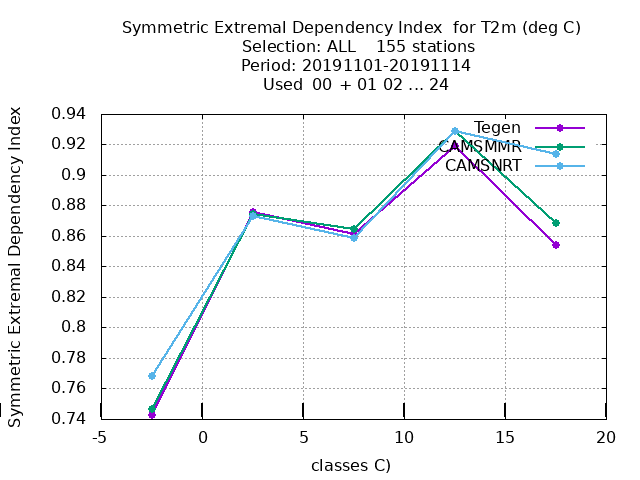 Symmetric Extremal Dependency Index  for T2m (deg C)
Selection: ALL    155 stations
Period: 20191101-20191114
Used  00  + 01 02 ... 24
Symmetric Extremal Dependency Index
0.94
0.92
0.9
0.88
0.86
0.84
0.82
0.8
0.78
0.76
0.74
Tegen
CAMSMMR
CAMSNRT
-5
0
5
10
15
20
classes C)